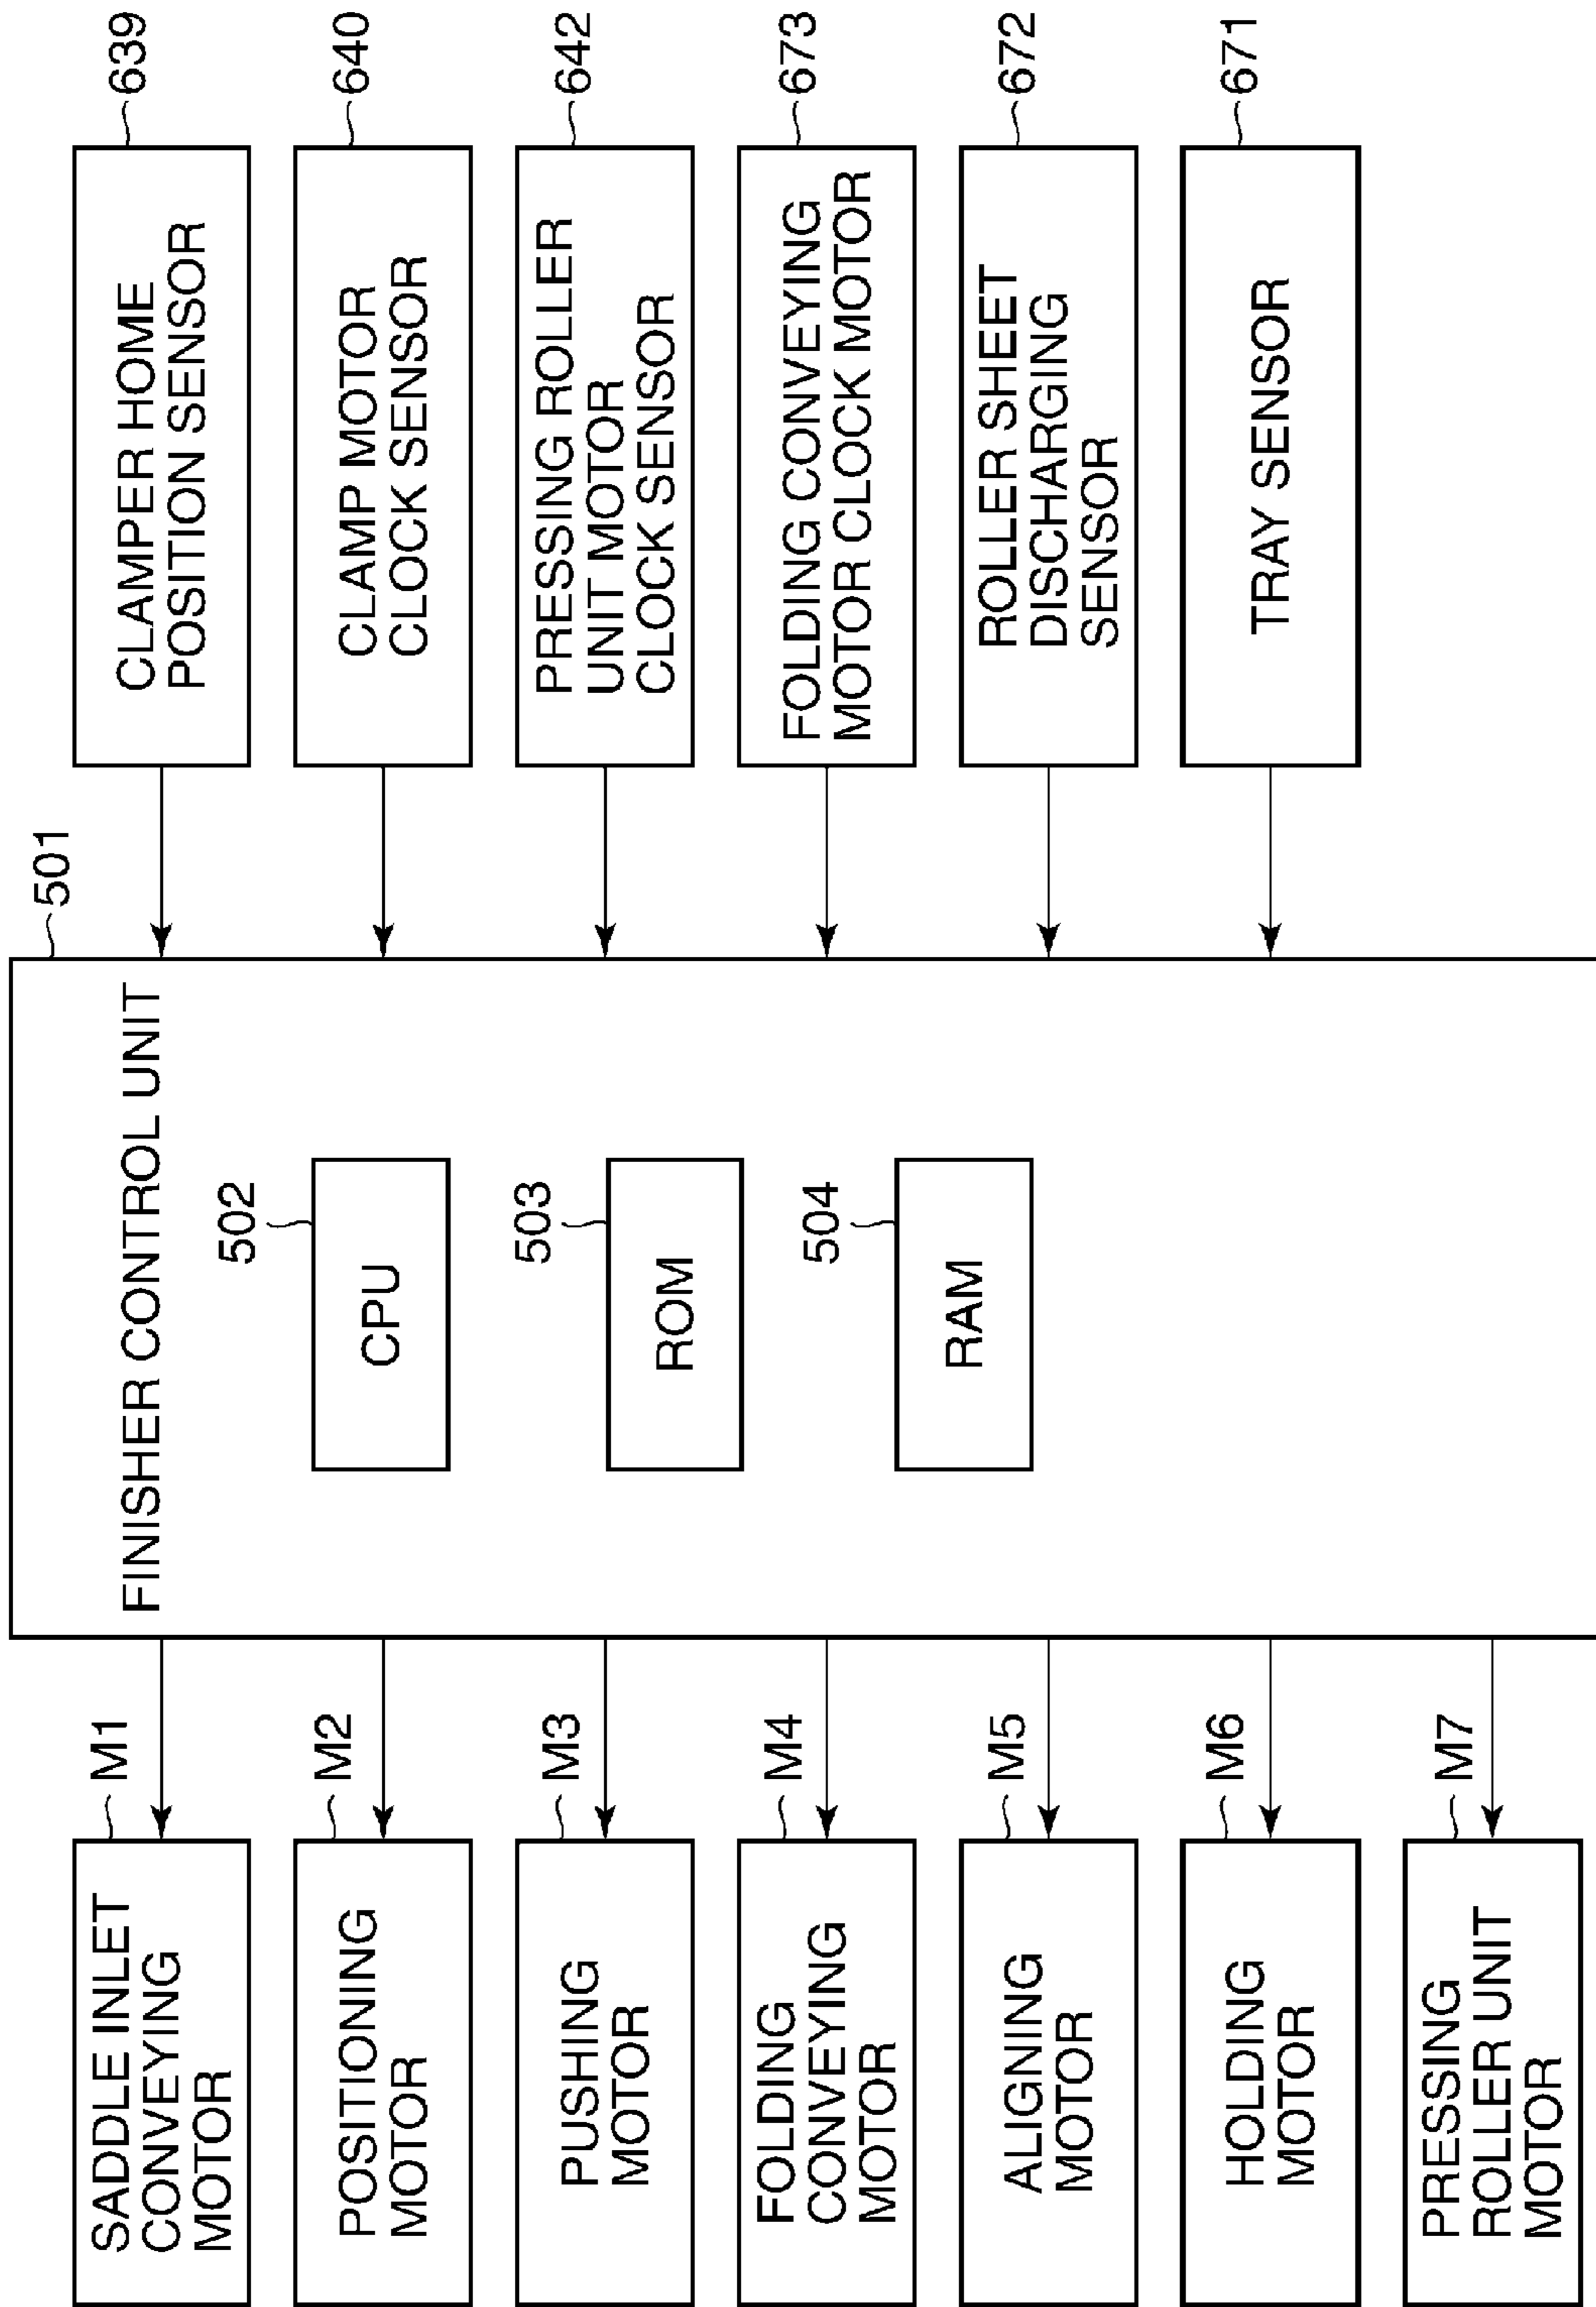 501
FINISHER CONTROL UNIT
502
CPU
503
ROM
504
RAM
M1
SADDLE INLET
CONVEYING
MOTOR
M2
POSITIONING
MOTOR
M3
PUSHING
MOTOR
M4
FOLDING
CONVEYING
MOTOR
M5
ALIGNING
MOTOR
M6
HOLDING
MOTOR
M7
PRESSING
ROLLER UNIT
MOTOR
639
CLAMPER HOME
POSITION SENSOR
640
CLAMP MOTOR
CLOCK SENSOR
642
PRESSING ROLLER
UNIT MOTOR
CLOCK SENSOR
673
FOLDING CONVEYING
MOTOR CLOCK MOTOR
672
ROLLER SHEET
DISCHARGING
SENSOR
671
TRAY SENSOR